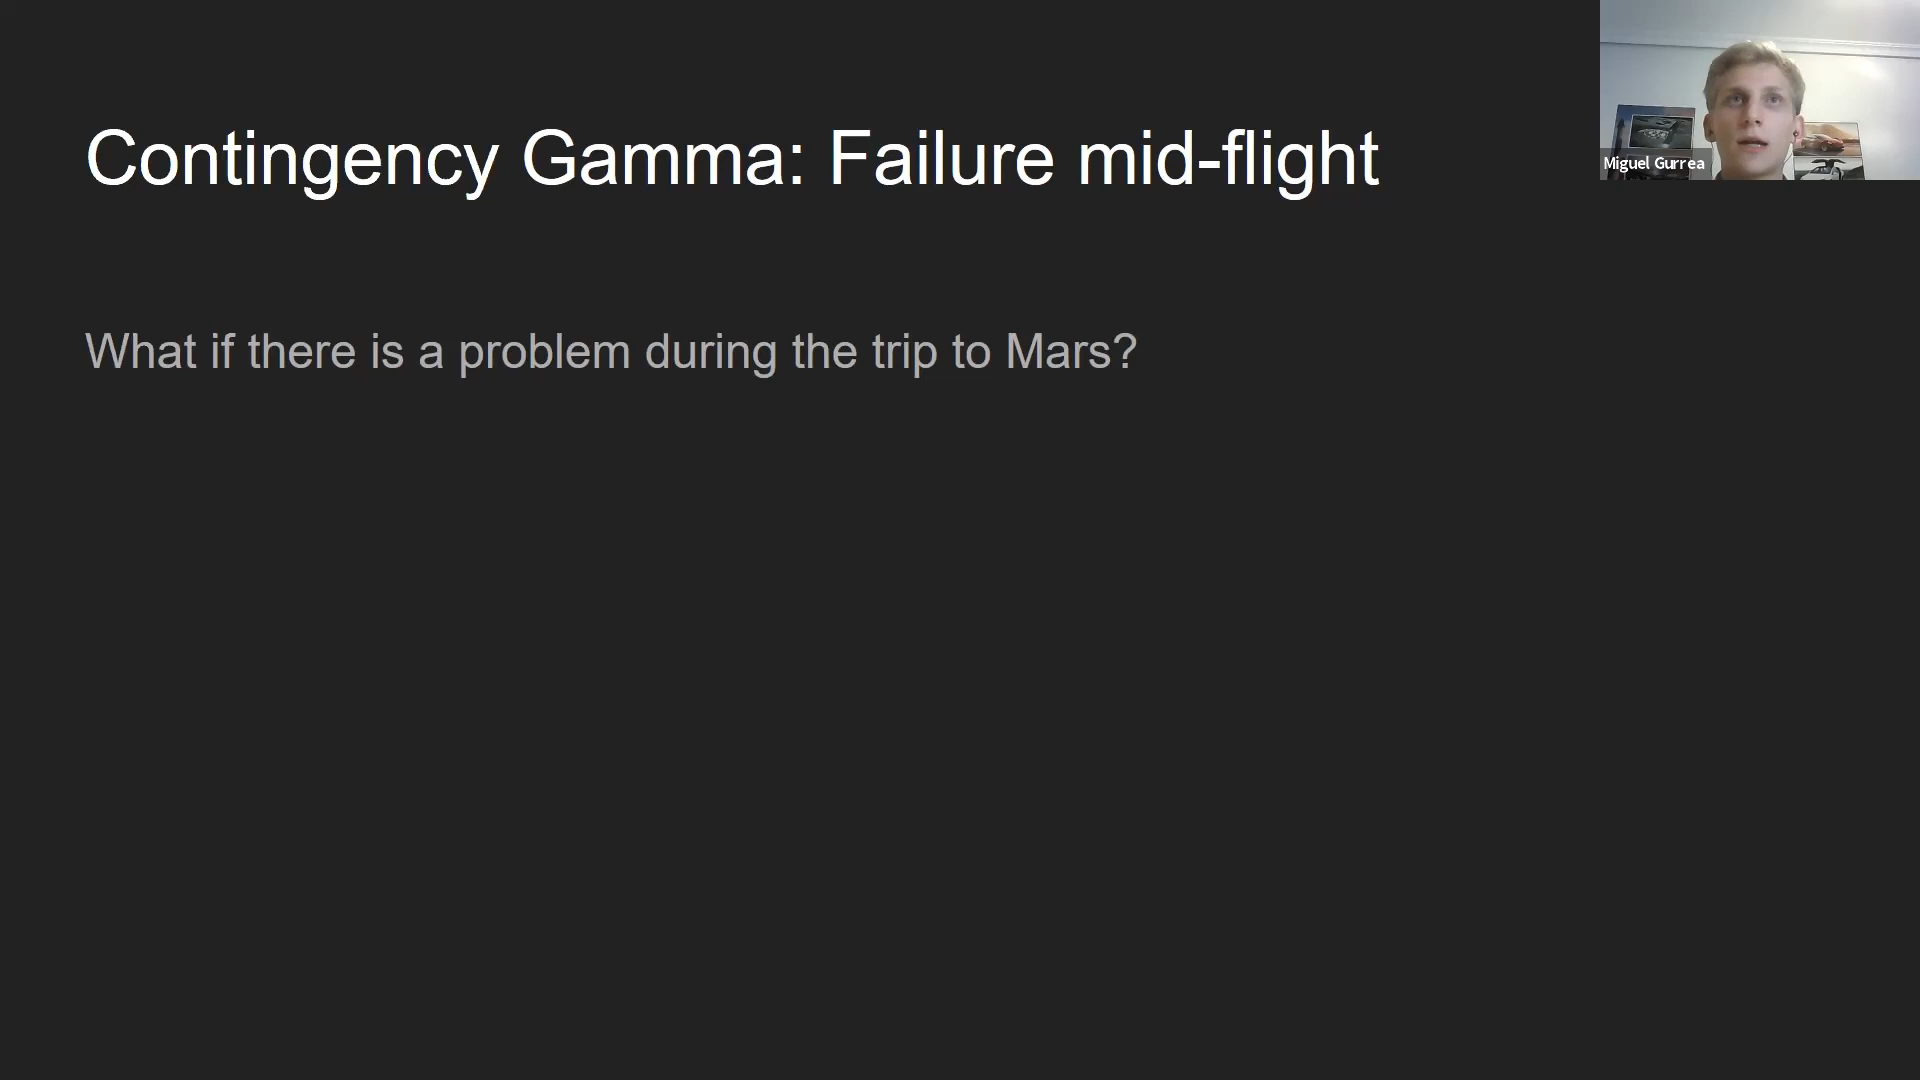 Contingency Gamma: Failure mid-flight
Miguel Gurrea
What if there is a problem during the trip to Mars?